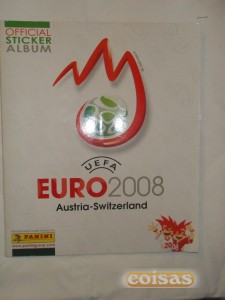 OFFICIAL
STICKER
ALBUM
UEFA
EURO2008
Austria-Switzerland
PANINI
coisas